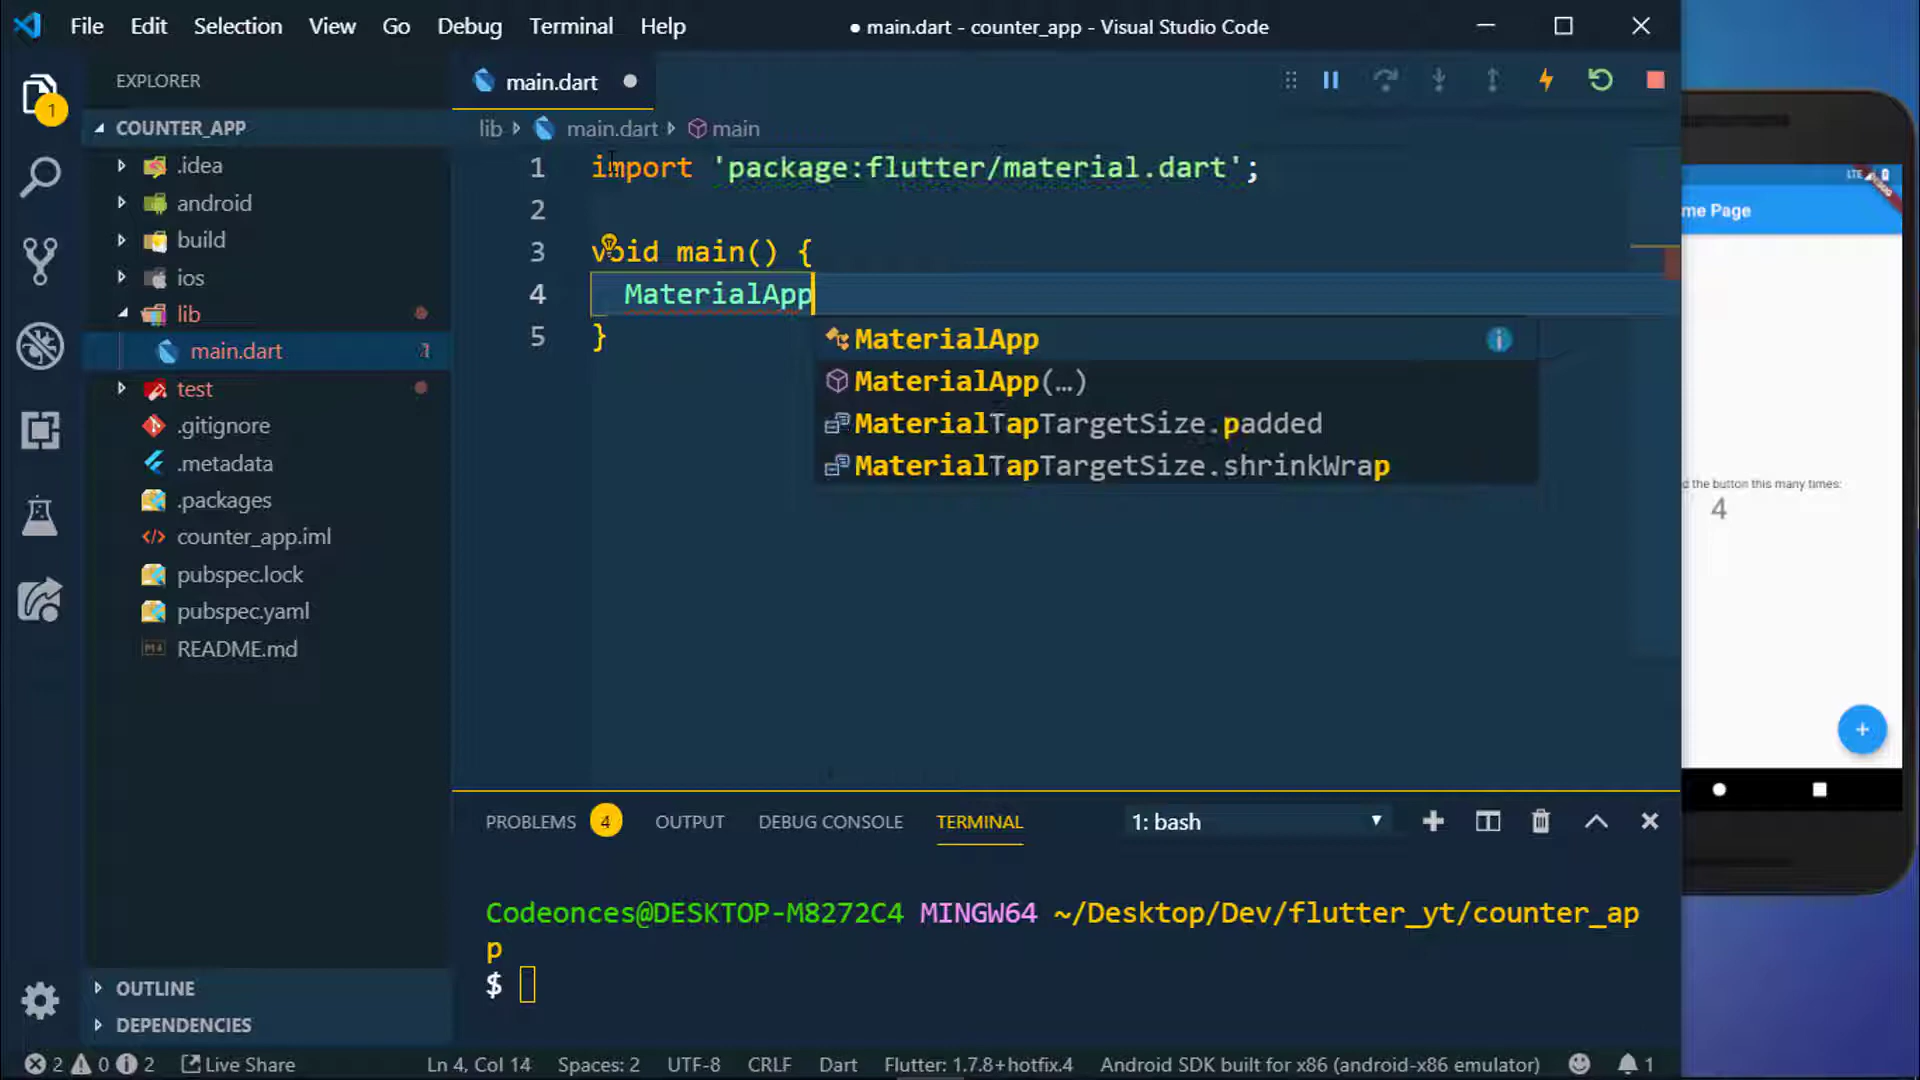 File Edit Selection View Go Debug Terminal Help
● main.dart - counter_app - Visual Studio Code
1
EXPLORER
COUNTER_APP
.idea
android
build
ios
lib
main.dart
test
.gitignore
.metadata
.packages
counter_app.iml
pubspec.lock
pubspec.yaml
README.md
OUTLINE
DEPENDENCIES
main.dart ●
lib main.dart main
1 import 'package:flutter/material.dart';
2
3 void main() {
4 MaterialApp
5 }
MaterialApp
MaterialApp(…)
MaterialTapTargetSize.padded
MaterialTapTargetSize.shrinkWrap
PROBLEMS 4 OUTPUT DEBUG CONSOLE TERMINAL 1: bash
Codeonces@DESKTOP-M8272C4 MINGW64 ~/Desktop/Dev/flutter_yt/counter_ap
p
$
2 0 2 Live Share Ln 4, Col 14 Spaces: 2 UTF-8 CRLF Dart Flutter: 1.7.8+hotfix.4 Android SDK built for x86 (android-x86 emulator) 1
LTE
me Page
d the button this many times:
4
+